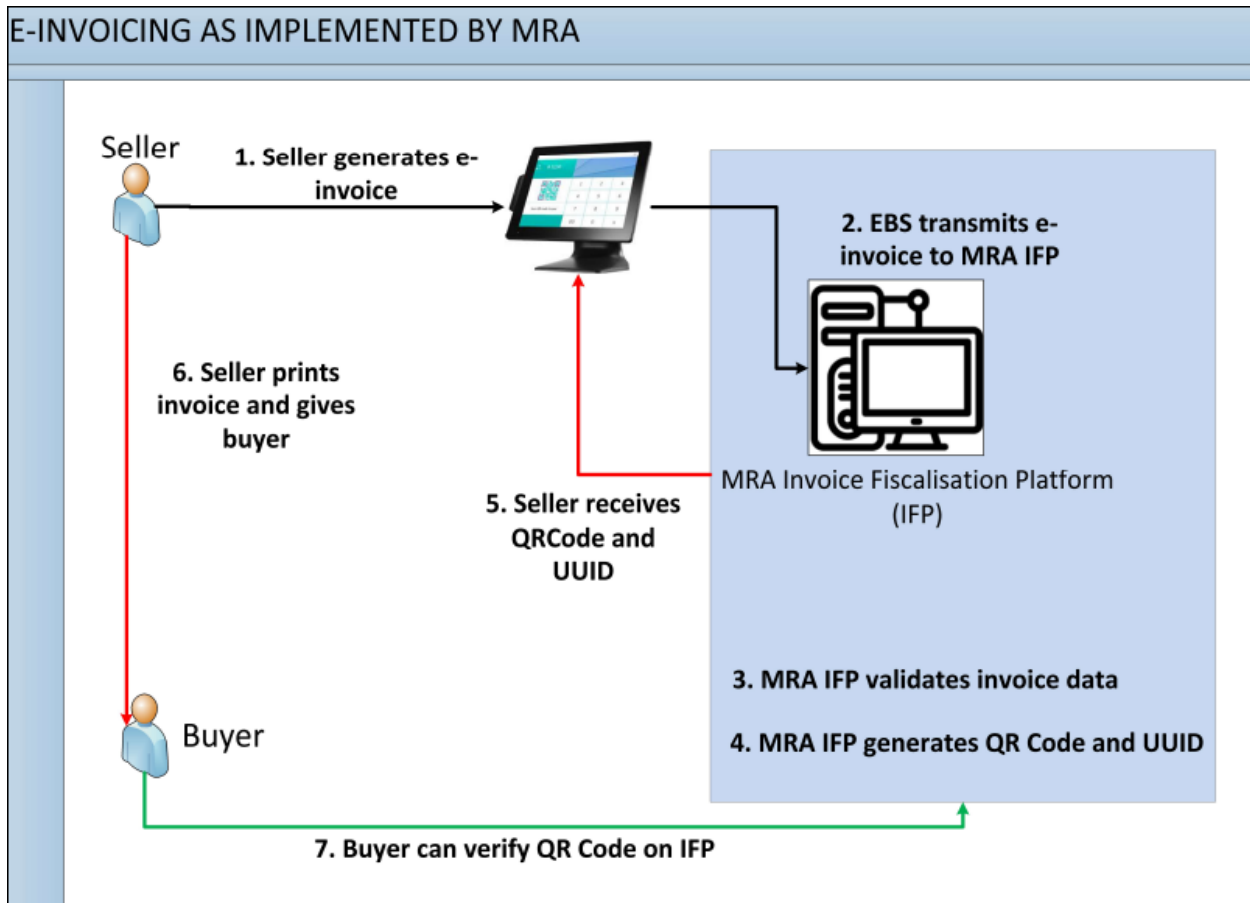 E-INVOICING AS IMPLEMENTED BY MRA
Seller
1. Seller generates e-
invoice
2. EBS transmits e-
invoice to MRA IFP
6. Seller prints
invoice and gives
buyer
MRA Invoice Fiscalisation Platform
(IFP)
5. Seller receives
QRCode and
UUID
3. MRA IFP validates invoice data
4. MRA IFP generates QR Code and UUID
Buyer
7. Buyer can verify QR Code on IFP